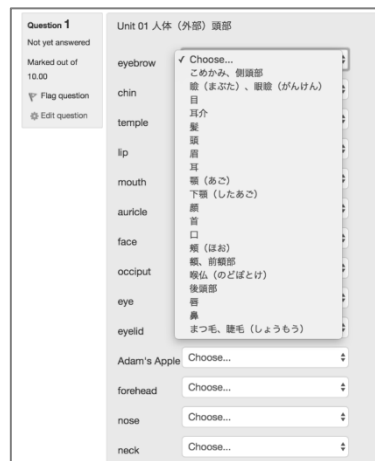 Question 1
Not yet answered
Marked out of
10.00
Flag question
Edit question
Unit 01 人体（外部）頭部
eyebrow
chin
temple
lip
mouth
auricle
face
occiput
eye
eyelid
✓ Choose...
こめかみ、側頭部
瞼（まぶた）、眼瞼（がんけん）
目
耳介
髪
頭
眉
耳
顎（あご）
下顎（したあご）
顔
首
口
頬（ほお）
額、前額部
喉仏（のどぼとけ）
後頭部
唇
鼻
まつ毛、睫毛（しょうもう）
Adam's Apple Choose...
forehead Choose...
nose Choose...
neck Choose...